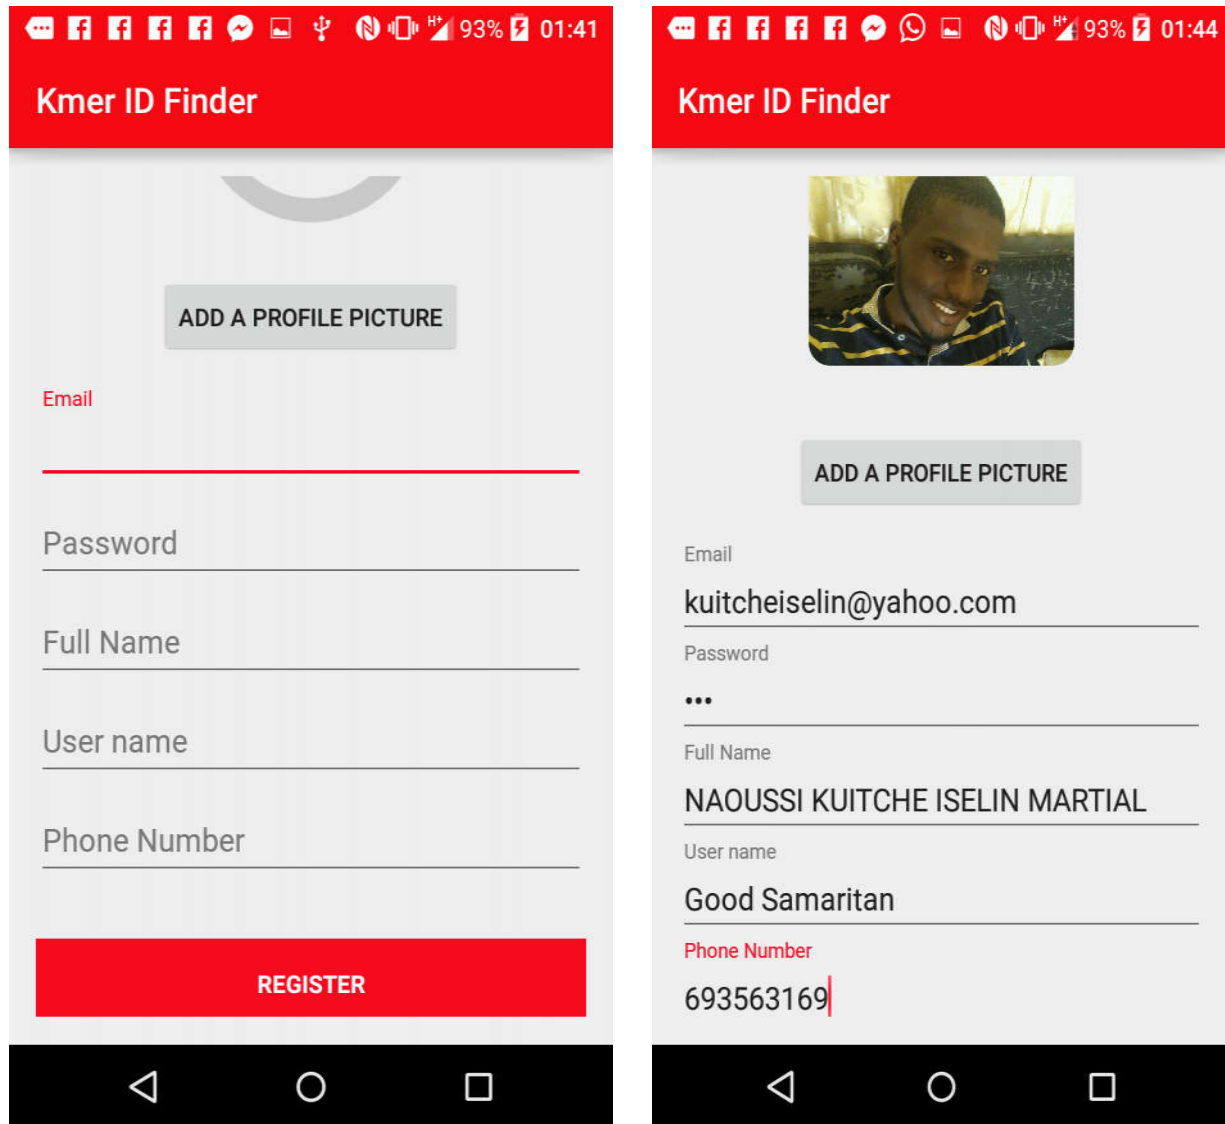 93% 01:41
Kmer ID Finder
ADD A PROFILE PICTURE
Email
Password
Full Name
User name
Phone Number
REGISTER
93% 01:44
Kmer ID Finder
ADD A PROFILE PICTURE
Email
kuitcheiselin@yahoo.com
Password
•••
Full Name
NAOUSSI KUITCHE ISELIN MARTIAL
User name
Good Samaritan
Phone Number
693563169